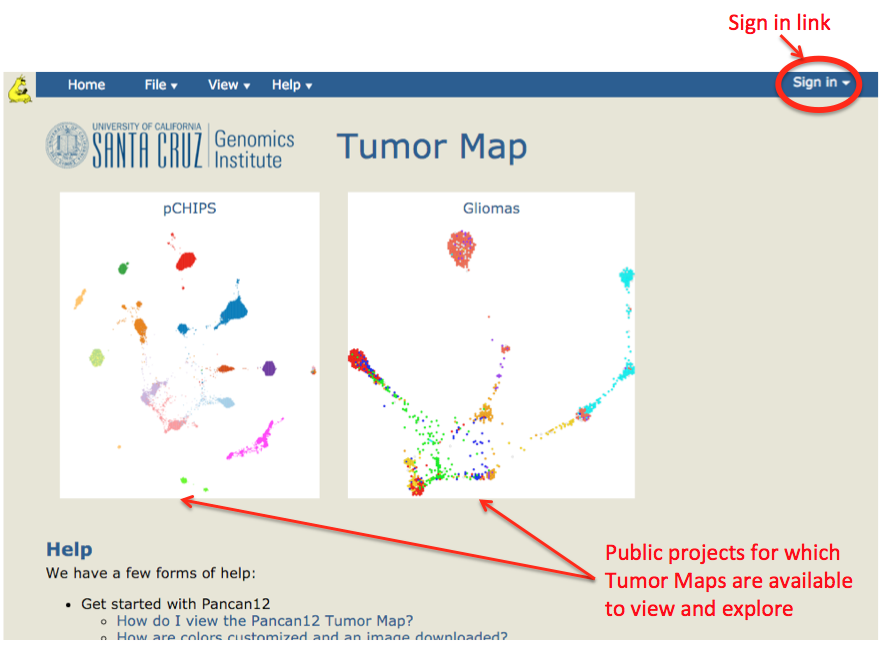 Sign in link
Home File View Help Sign in
UNIVERSITY OF CALIFORNIA
SANTA CRUZ
Genomics
Institute
Tumor Map
pCHIPS
Gliomas
Help
We have a few forms of help:
Get started with Pancan12
How do I view the Pancan12 Tumor Map?
How are colors customized and an image downloaded?
Public projects for which
Tumor Maps are available
to view and explore